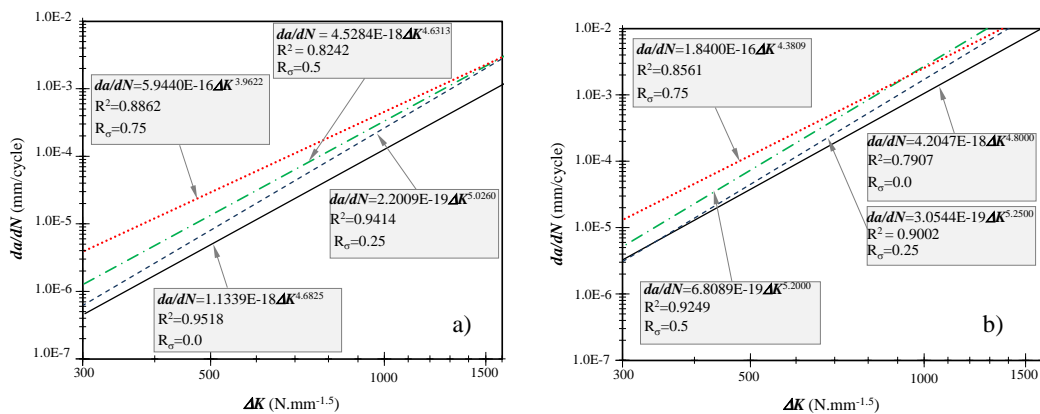 1.0E-2
1.0E-3
1.0E-4
1.0E-5
1.0E-6
1.0E-7
da/dN (mm/cycle)
da/dN = 4.5284E-18ΔK^4.6313
R² = 0.8242
Rσ=0.5
da/dN=5.9440E-16ΔK^3.9622
R²=0.8862
Rσ=0.75
da/dN=2.2009E-19ΔK^5.0260
R²=0.9414
Rσ=0.25
da/dN=1.1339E-18ΔK^4.6825
R²=0.9518
Rσ=0.0
a)
300
500
1000
1500
ΔK (N.mm^-1.5)
1.0E-2
1.0E-3
1.0E-4
1.0E-5
1.0E-6
1.0E-7
da/dN (mm/cycle)
da/dN=1.8400E-16ΔK^4.3809
R²=0.8561
Rσ=0.75
da/dN=4.2047E-18ΔK^4.8000
R²=0.7907
Rσ=0.0
da/dN=3.0544E-19ΔK^5.2500
R²= 0.9002
Rσ=0.25
da/dN=6.8089E-19ΔK^5.2000
R²=0.9249
Rσ=0.5
b)
300
500
1000
1500
ΔK (N.mm^-1.5)